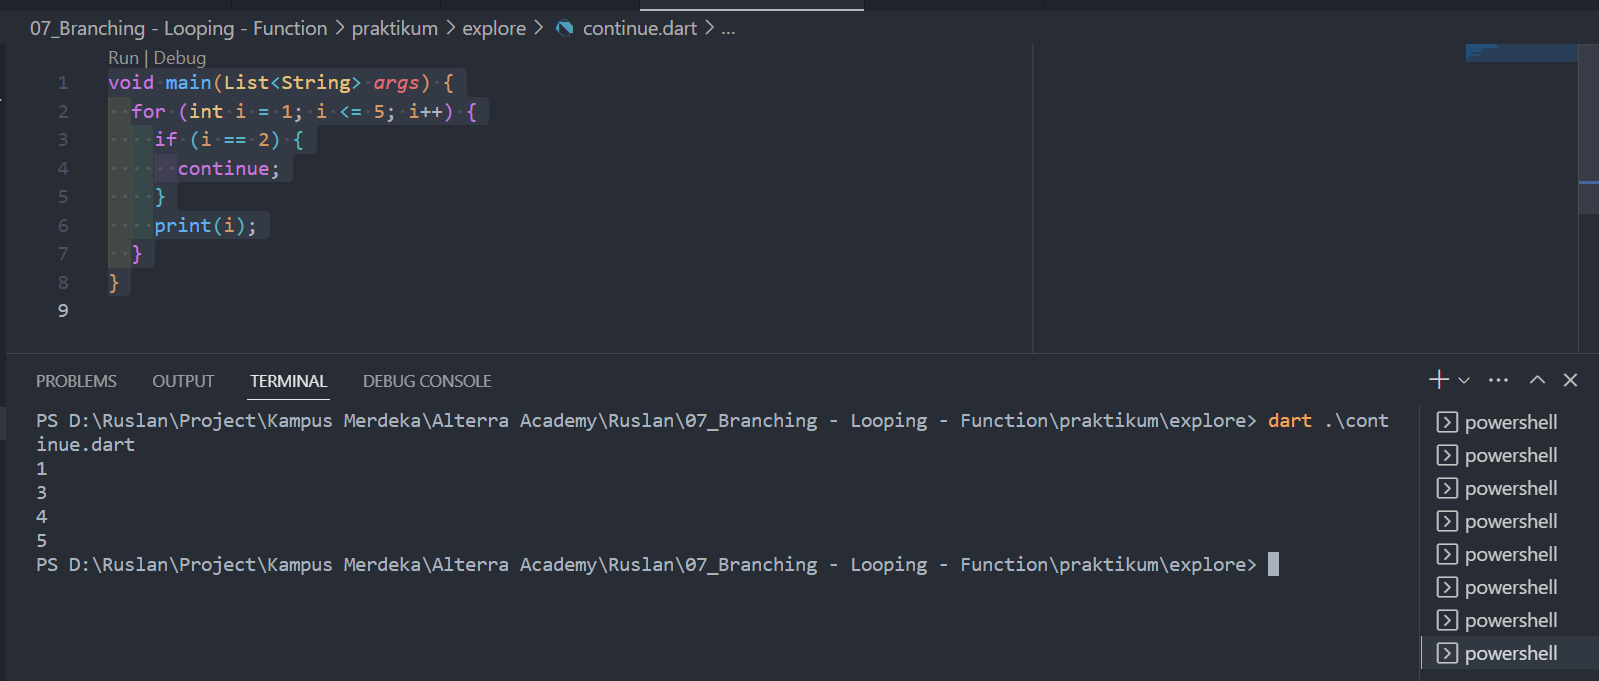 07_Branching - Looping - Function > praktikum > explore > continue.dart > ...
Run | Debug
1 void main(List<String> args) {
2 for (int i = 1; i <= 5; i++) {
3 if (i == 2) {
4 continue;
5 }
6 print(i);
7 }
8 }
9
PROBLEMS OUTPUT TERMINAL DEBUG CONSOLE
PS D:\Ruslan\Project\Kampus Merdeka\Alterra Academy\Ruslan\07_Branching - Looping - Function\praktikum\explore> dart .\cont
inue.dart
1
3
4
5
PS D:\Ruslan\Project\Kampus Merdeka\Alterra Academy\Ruslan\07_Branching - Looping - Function\praktikum\explore>
powershell
powershell
powershell
powershell
powershell
powershell
powershell
powershell